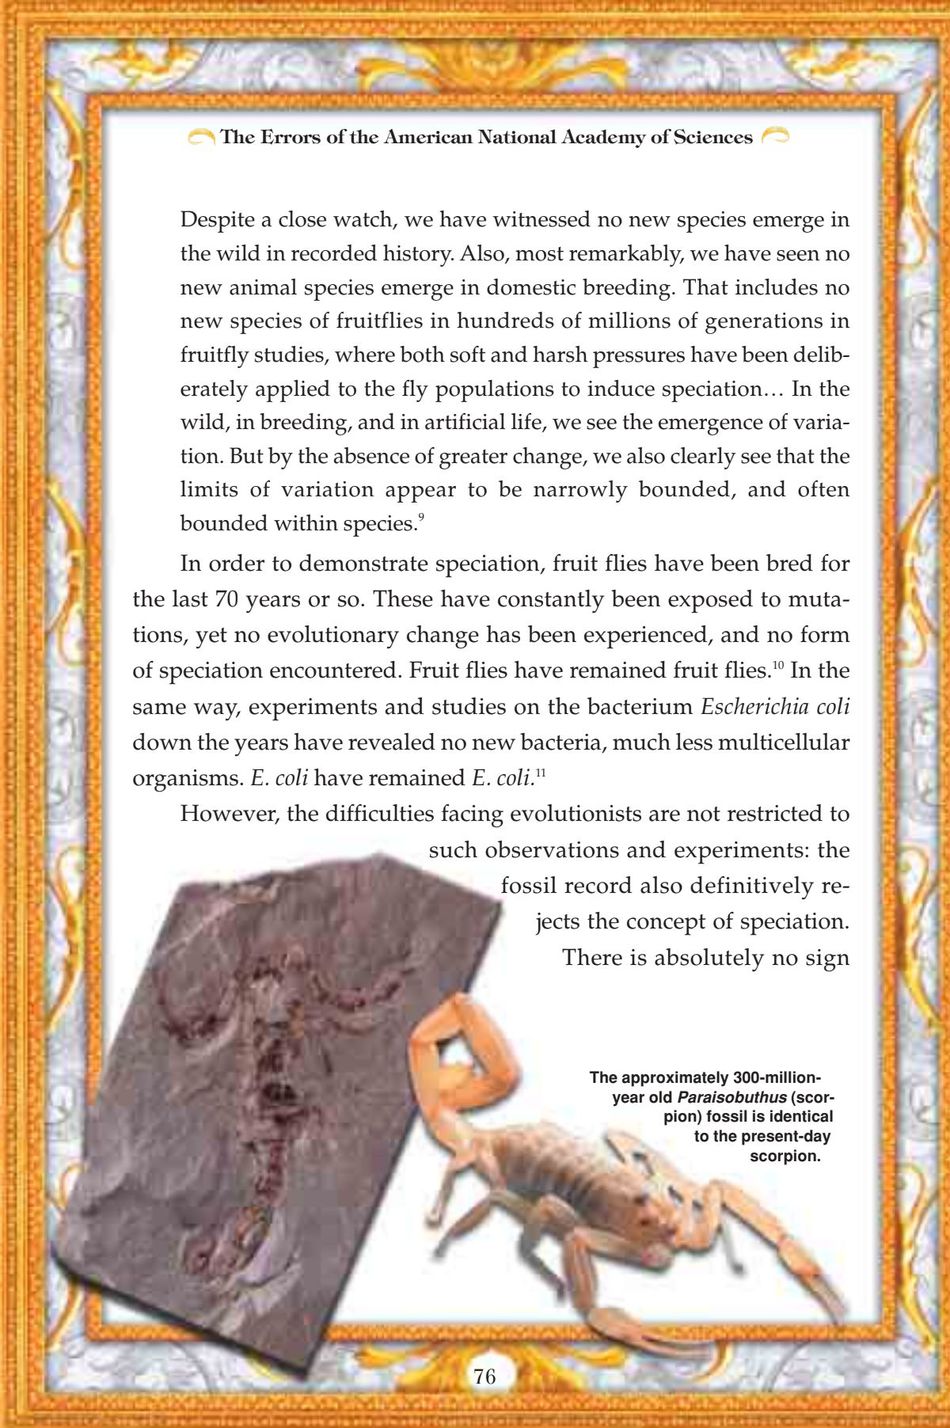 The Errors of the American National Academy of Sciences
Despite a close watch, we have witnessed no new species emerge in
the wild in recorded history. Also, most remarkably, we have seen no
new animal species emerge in domestic breeding. That includes no
new species of fruitflies in hundreds of millions of generations in
fruitfly studies, where both soft and harsh pressures have been delib-
erately applied to the fly populations to induce speciation… In the
wild, in breeding, and in artificial life, we see the emergence of varia-
tion. But by the absence of greater change, we also clearly see that the
limits of variation appear to be narrowly bounded, and often
bounded within species.9
In order to demonstrate speciation, fruit flies have been bred for
the last 70 years or so. These have constantly been exposed to muta-
tions, yet no evolutionary change has been experienced, and no form
of speciation encountered. Fruit flies have remained fruit flies.10 In the
same way, experiments and studies on the bacterium Escherichia coli
down the years have revealed no new bacteria, much less multicellular
organisms. E. coli have remained E. coli.11
However, the difficulties facing evolutionists are not restricted to
such observations and experiments: the
fossil record also definitively re-
jects the concept of speciation.
There is absolutely no sign
The approximately 300-million-
year old Paraisobuthus (scor-
pion) fossil is identical
to the present-day
scorpion.
76